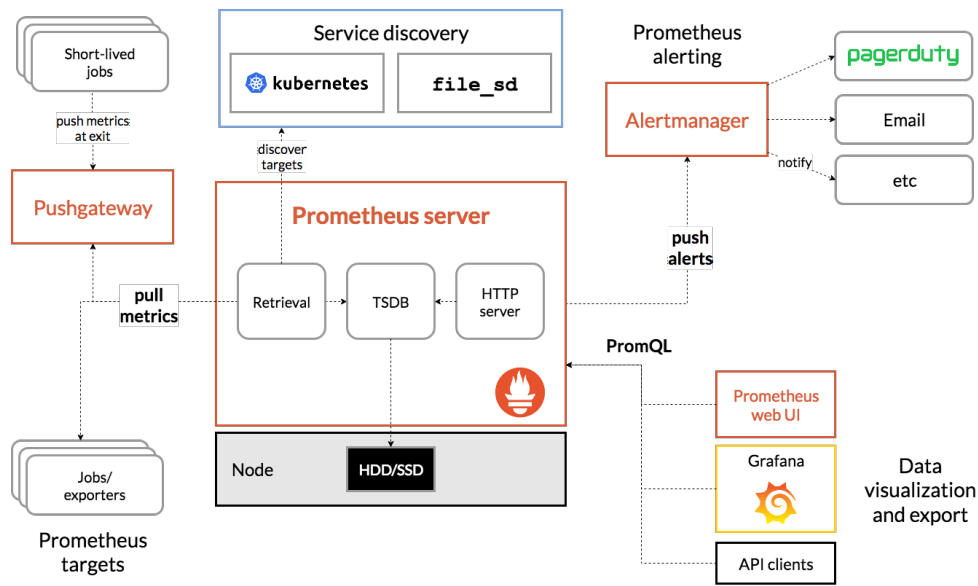 Short-lived
jobs
push metrics
at exit
Pushgateway
pull
metrics
Jobs/
exporters
Prometheus
targets
Service discovery
kubernetes
file_sd
discover
targets
Prometheus server
Retrieval
TSDB
HTTP
server
Node
HDD/SSD
Prometheus
alerting
Alertmanager
pagerduty
Email
etc
notify
push
alerts
PromQL
Prometheus
web UI
Grafana
API clients
Data
visualization
and export